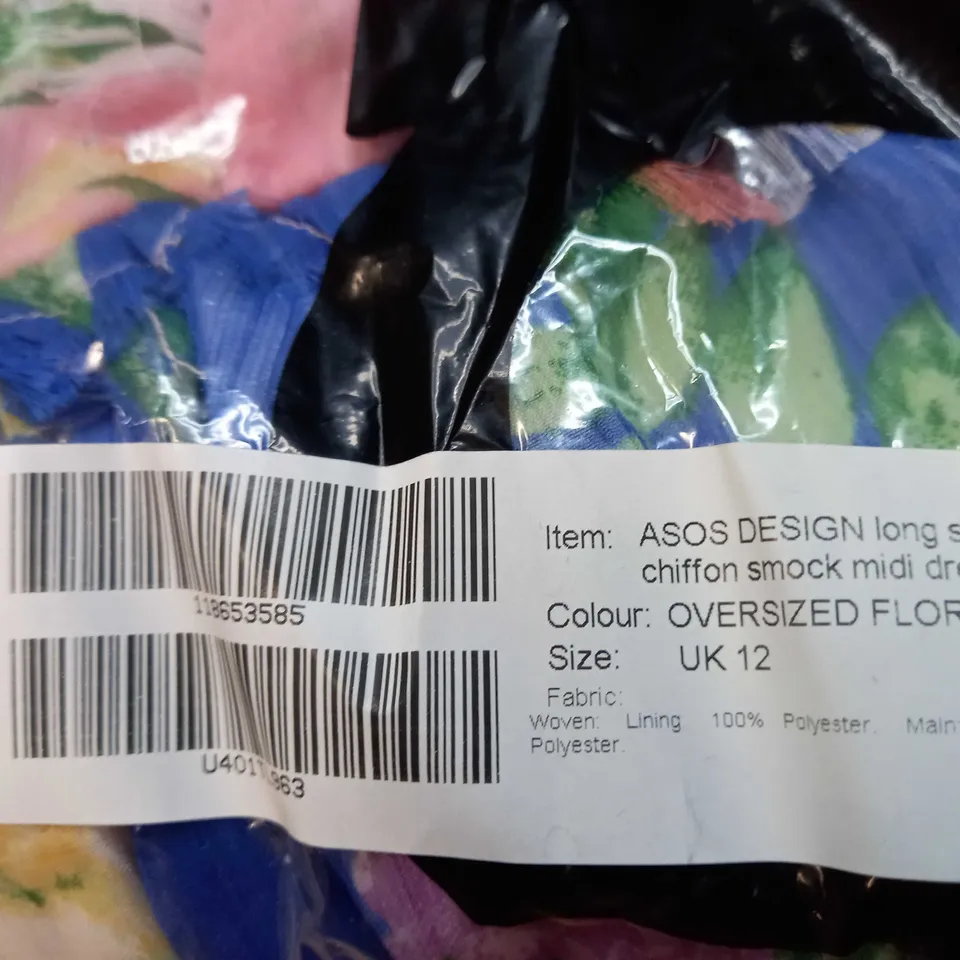 118653585
Item: ASOS DESIGN long s
chiffon smock midi dre
Colour: OVERSIZED FLOR
Size: UK 12
Fabric:
Woven: Lining 100% Polyester. Main
Polyester.